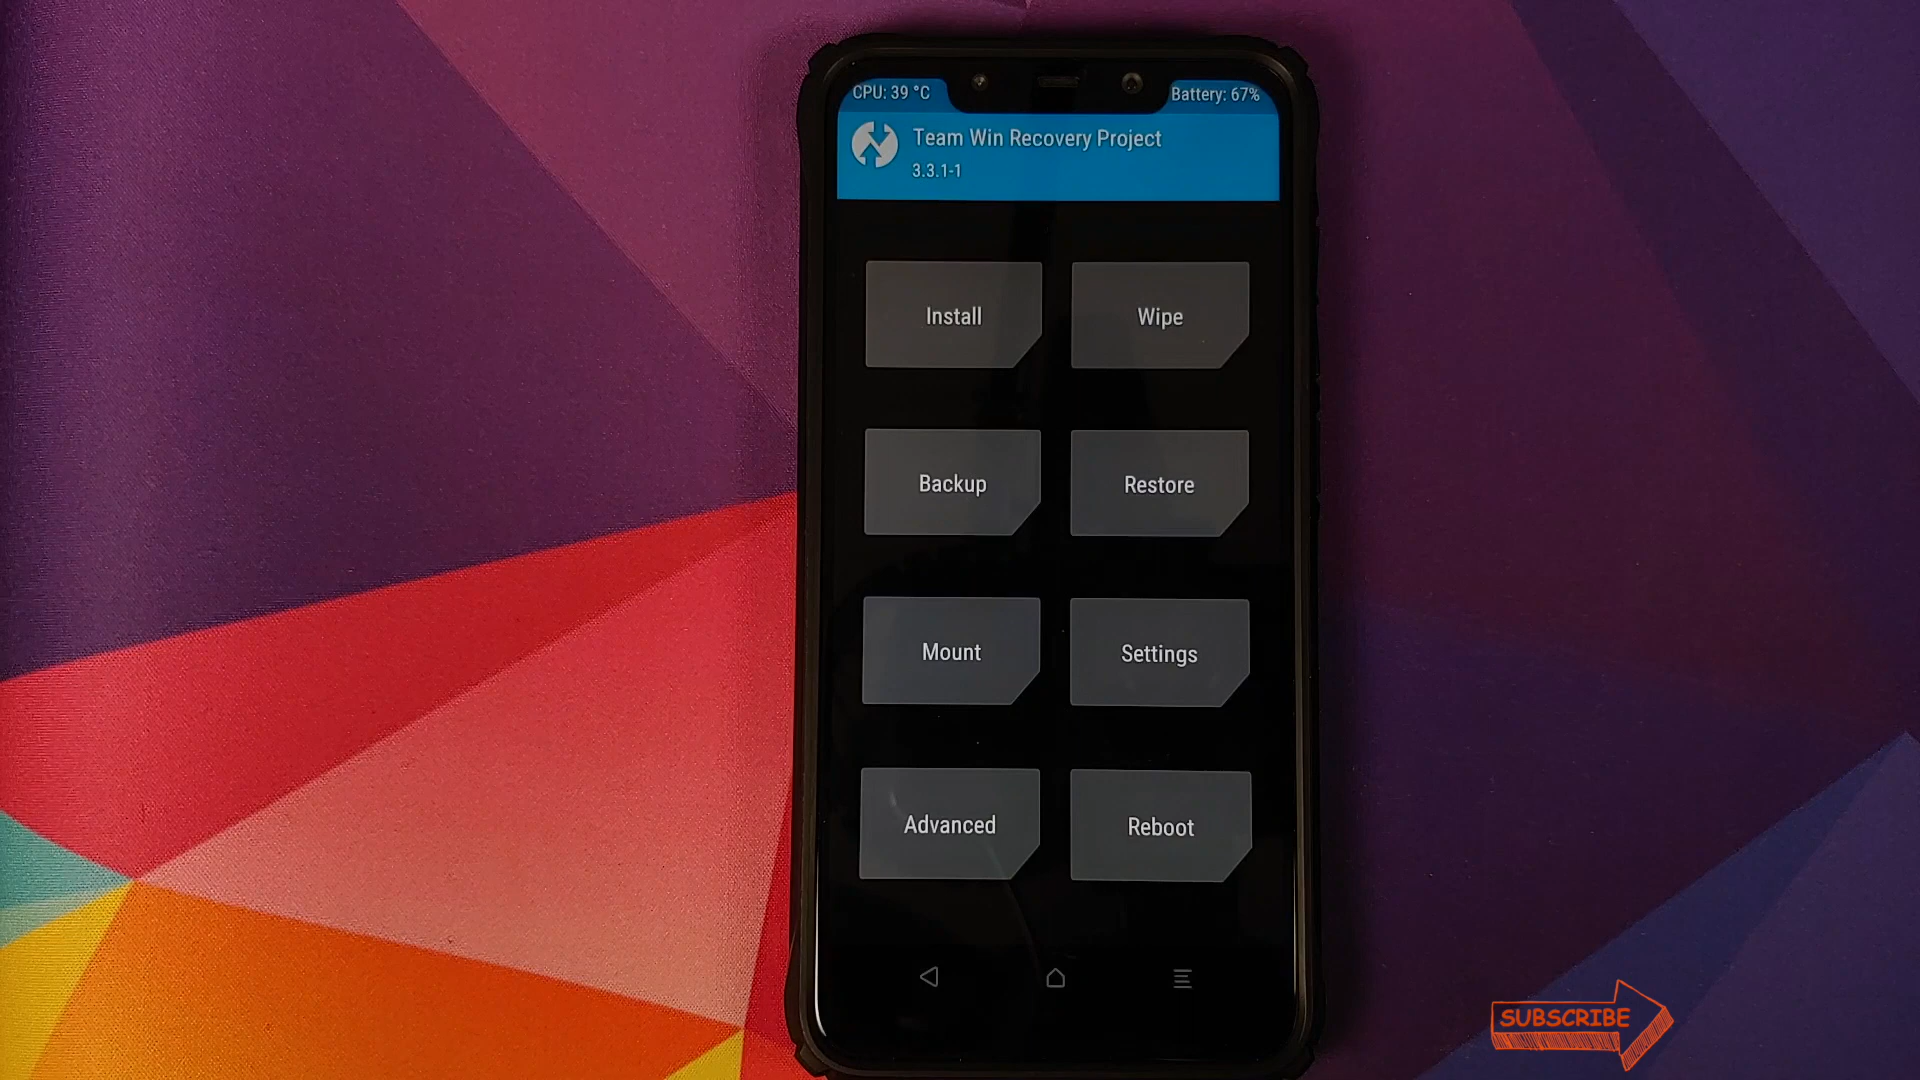 CPU: 39 °C
Battery: 67%
Team Win Recovery Project
3.3.1-1
Install
Wipe
Backup
Restore
Mount
Settings
Advanced
Reboot
SUBSCRIBE